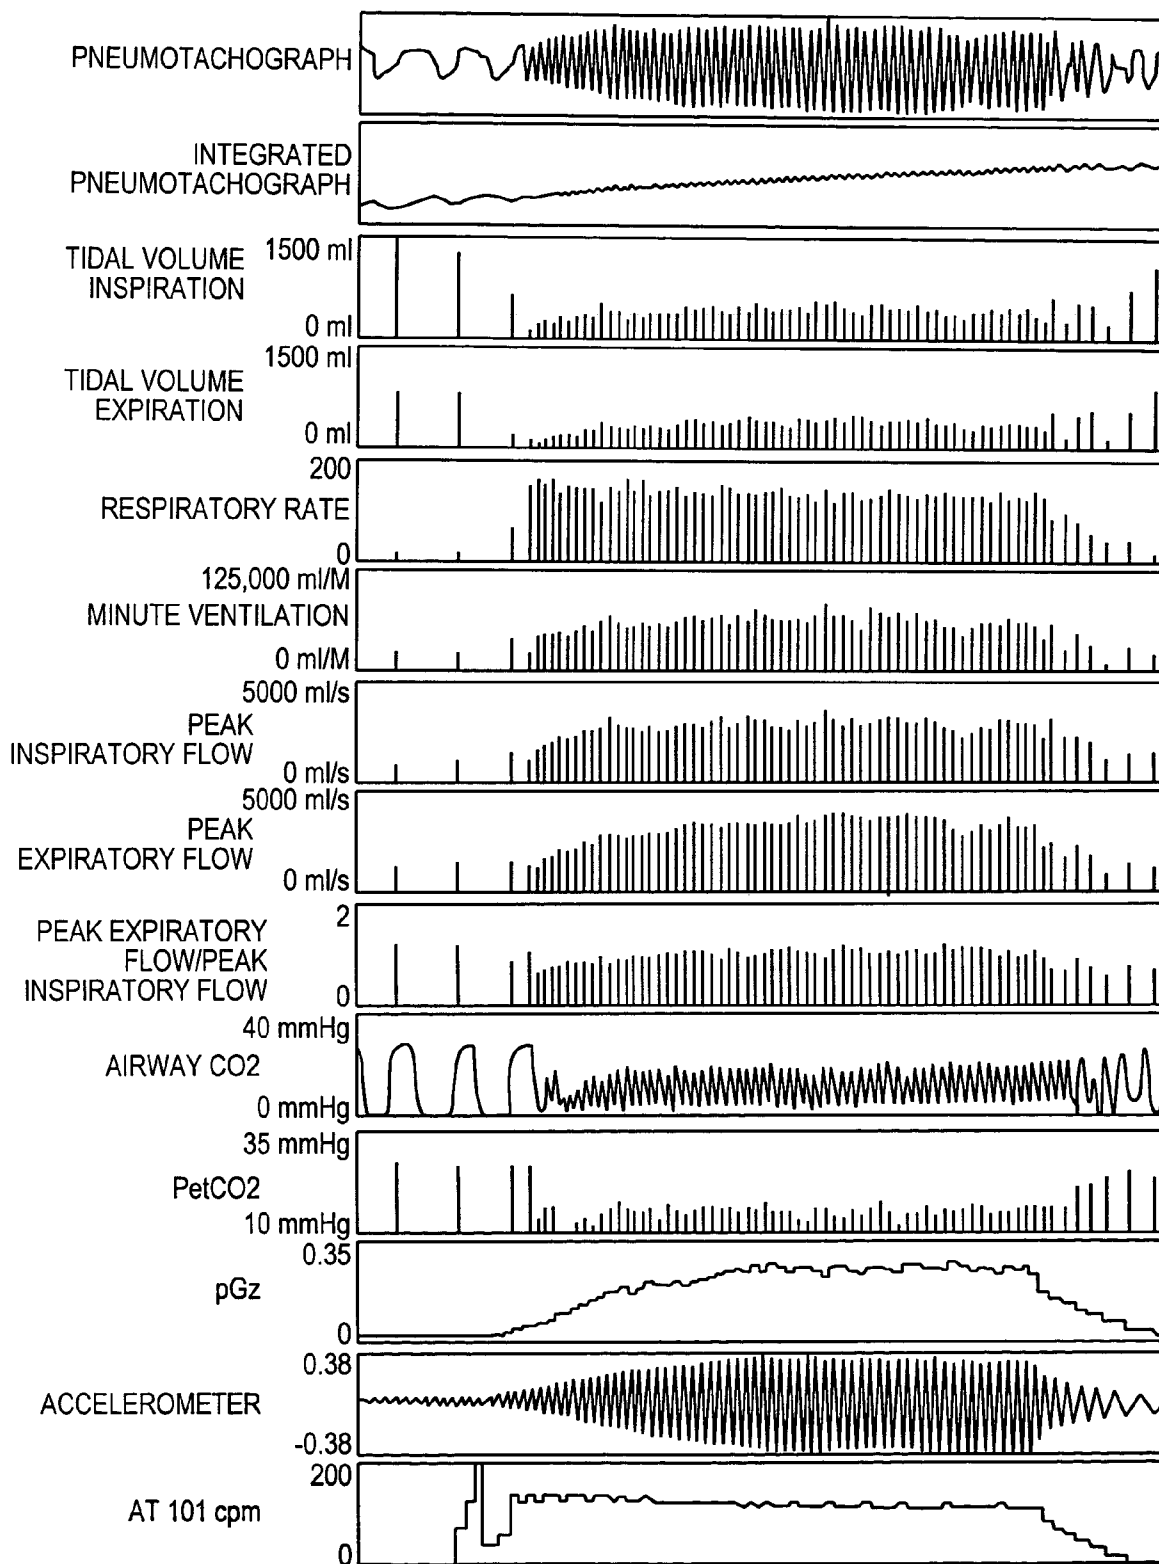 PNEUMOTACHOGRAPH
INTEGRATED
PNEUMOTACHOGRAPH
TIDAL VOLUME
INSPIRATION
1500 ml
0 ml
TIDAL VOLUME
EXPIRATION
1500 ml
0 ml
RESPIRATORY RATE
200
0
125,000 ml/M
MINUTE VENTILATION
0 ml/M
5000 ml/s
PEAK
INSPIRATORY FLOW
0 ml/s
5000 ml/s
PEAK
EXPIRATORY FLOW
0 ml/s
PEAK EXPIRATORY
FLOW/PEAK
INSPIRATORY FLOW
2
0
40 mmHg
AIRWAY CO2
0 mmHg
35 mmHg
PetCO2
10 mmHg
0.35
pGz
0
0.38
ACCELEROMETER
-0.38
200
AT 101 cpm
0